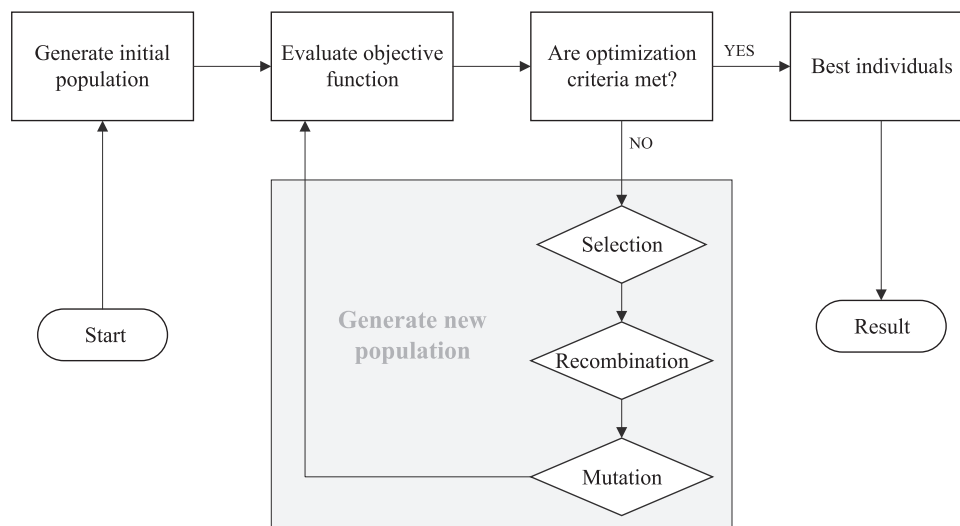 Generate initial
population
Evaluate objective
function
Are optimization
criteria met?
YES
Best individuals
NO
Selection
Generate new
population
Start
Result
Recombination
Mutation